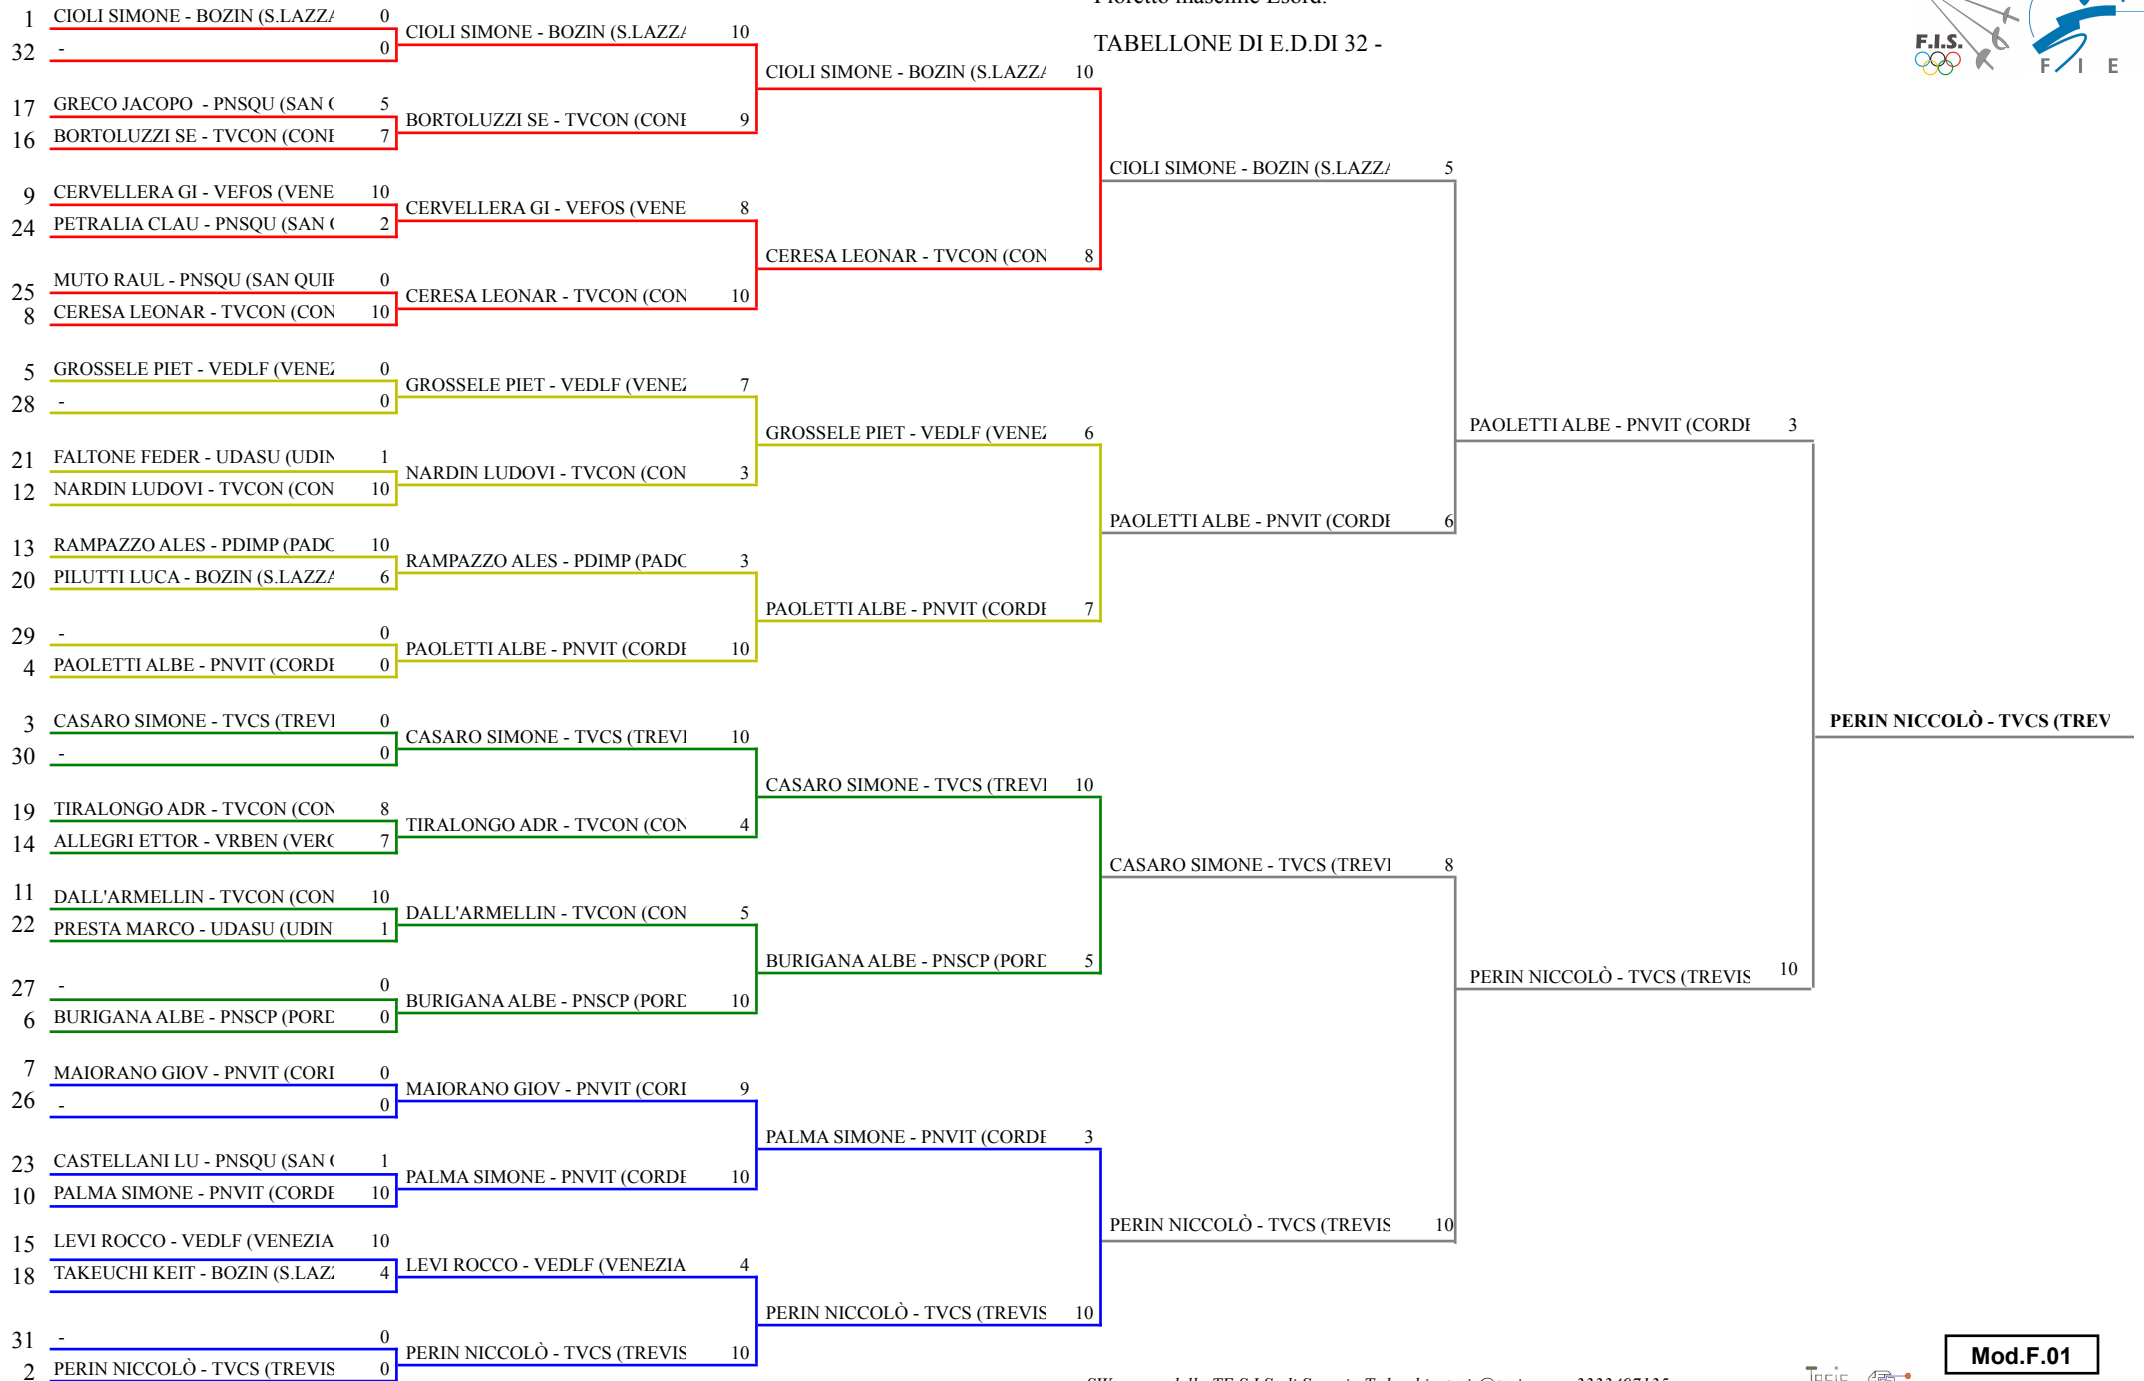 TABELLONE DI E.D.DI 32 -
F.I.S.
F I E
1 CIOLI SIMONE - BOZIN (S.LAZZA 0
32 - 0
17 GRECO JACOPO - PNSQU (SAN 5
16 BORTOLUZZI SE - TVCON (CONE 7
9 CERVELLERA GI - VEFOS (VENE 10
24 PETRALIA CLAU - PNSQU (SAN 2
25 MUTO RAUL - PNSQU (SAN QUIR 0
8 CERESA LEONAR - TVCON (CON 10
5 GROSSELE PIET - VEDLF (VENEZ 0
28 - 0
21 FALTONE FEDER - UDASU (UDIN 1
12 NARDIN LUDOVI - TVCON (CON 10
13 RAMPAZZO ALES - PDIMP (PADO 10
20 PILUTTI LUCA - BOZIN (S.LAZZA 6
29 - 0
4 PAOLETTI ALBE - PNVIT (CORDE 0
3 CASARO SIMONE - TVCS (TREVI 0
30 - 0
19 TIRALONGO ADR - TVCON (CON 8
14 ALLEGRI ETTOR - VRBEN (VERO 7
11 DALL'ARMELLIN - TVCON (CON 10
22 PRESTA MARCO - UDASU (UDIN 1
27 - 0
6 BURIGANA ALBE - PNSCP (PORD 0
7 MAIORANO GIOV - PNVIT (CORD 0
26 - 0
23 CASTELLANI LU - PNSQU (SAN 1
10 PALMA SIMONE - PNVIT (CORDE 10
15 LEVI ROCCO - VEDLF (VENEZIA 10
18 TAKEUCHI KEIT - BOZIN (S.LAZZ 4
31 - 0
2 PERIN NICCOLÒ - TVCS (TREVIS 0
CIOLI SIMONE - BOZIN (S.LAZZA 10
BORTOLUZZI SE - TVCON (CONE 9
CERVELLERA GI - VEFOS (VENE 8
CERESA LEONAR - TVCON (CON 10
GROSSELE PIET - VEDLF (VENEZ 7
NARDIN LUDOVI - TVCON (CON 3
RAMPAZZO ALES - PDIMP (PADO 3
PAOLETTI ALBE - PNVIT (CORDE 10
CASARO SIMONE - TVCS (TREVI 10
TIRALONGO ADR - TVCON (CON 4
DALL'ARMELLIN - TVCON (CON 5
BURIGANA ALBE - PNSCP (PORD 10
MAIORANO GIOV - PNVIT (CORD 9
PALMA SIMONE - PNVIT (CORDE 10
LEVI ROCCO - VEDLF (VENEZIA 4
PERIN NICCOLÒ - TVCS (TREVIS 10
CIOLI SIMONE - BOZIN (S.LAZZA 10
CERESA LEONAR - TVCON (CON 8
GROSSELE PIET - VEDLF (VENEZ 6
PAOLETTI ALBE - PNVIT (CORDE 7
CASARO SIMONE - TVCS (TREVI 10
BURIGANA ALBE - PNSCP (PORD 5
PALMA SIMONE - PNVIT (CORDE 3
PERIN NICCOLÒ - TVCS (TREVIS 10
CIOLI SIMONE - BOZIN (S.LAZZA 5
PAOLETTI ALBE - PNVIT (CORDE 6
CASARO SIMONE - TVCS (TREVI 8
PERIN NICCOLÒ - TVCS (TREVIS 10
PAOLETTI ALBE - PNVIT (CORDE 3
PERIN NICCOLÒ - TVCS (TREVIS 10
PERIN NICCOLÒ - TVCS (TREV
Mod.F.01